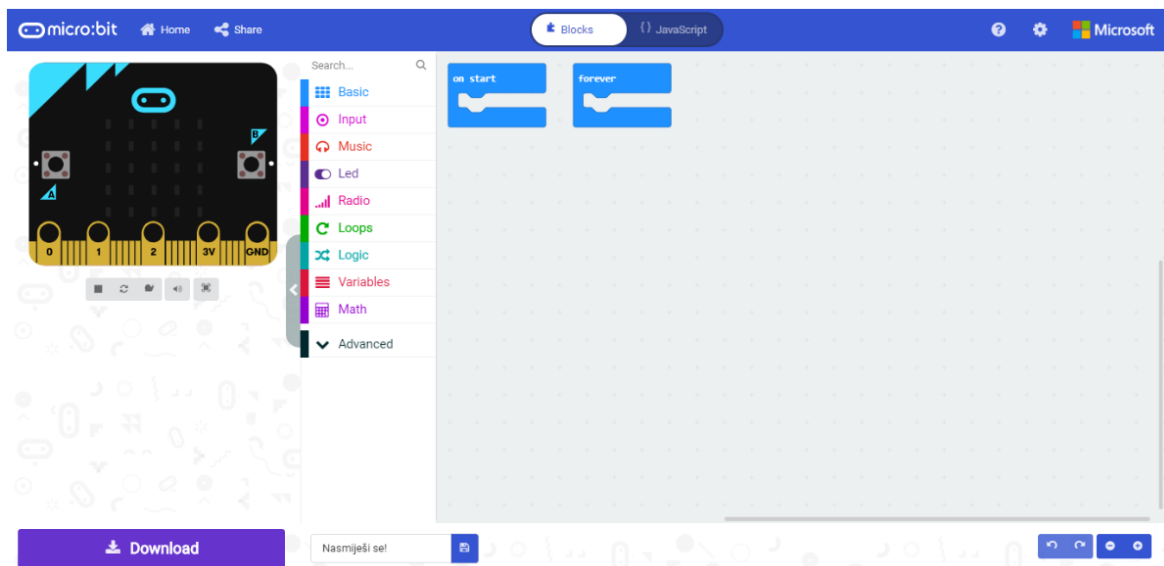 micro:bit Home Share Blocks {} JavaScript Microsoft
Search...
Basic
Input
Music
Led
Radio
Loops
Logic
Variables
Math
Advanced
on start
forever
B
A
0 1 2 3V GND
Download
Nasmiješi se!